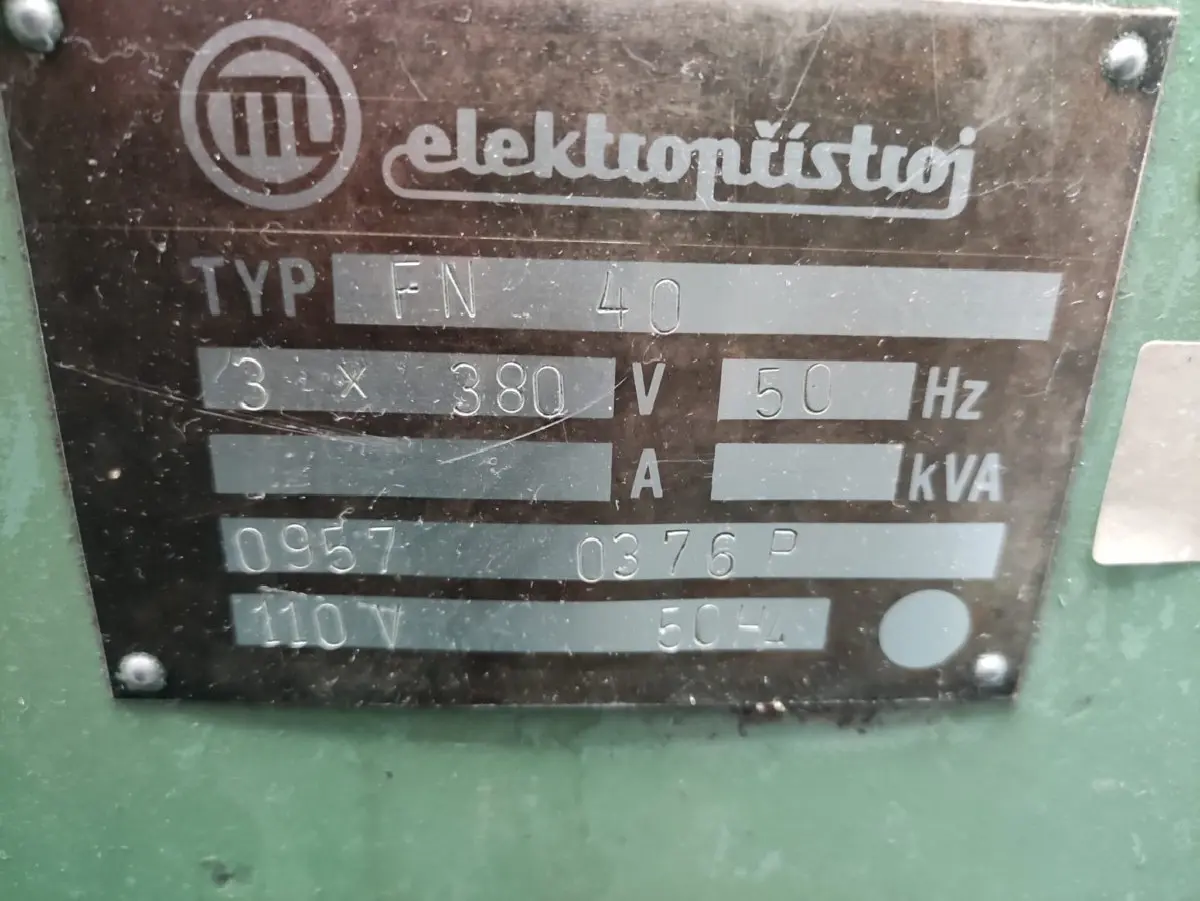 elektropřístroj
TYP FN 40
3 x 380 V 50 Hz
A kVA
0957 0376 P
110 V 50 Hz